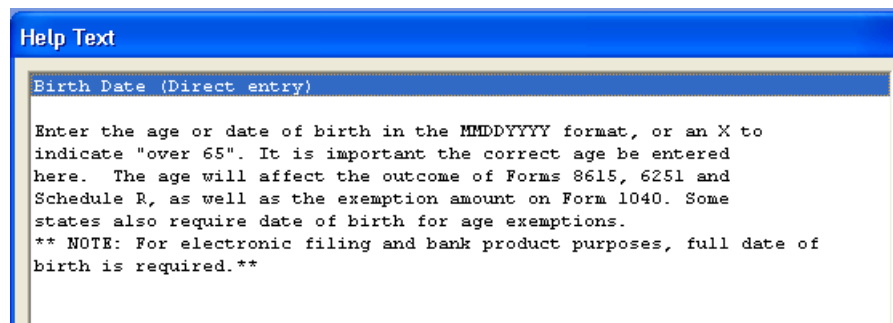 Help Text
Birth Date (Direct entry)
Enter the age or date of birth in the MMDDYYYY format, or an X to
indicate "over 65". It is important the correct age be entered
here.  The age will affect the outcome of Forms 8615, 6251 and
Schedule R, as well as the exemption amount on Form 1040. Some
states also require date of birth for age exemptions.
** NOTE: For electronic filing and bank product purposes, full date of
birth is required.**